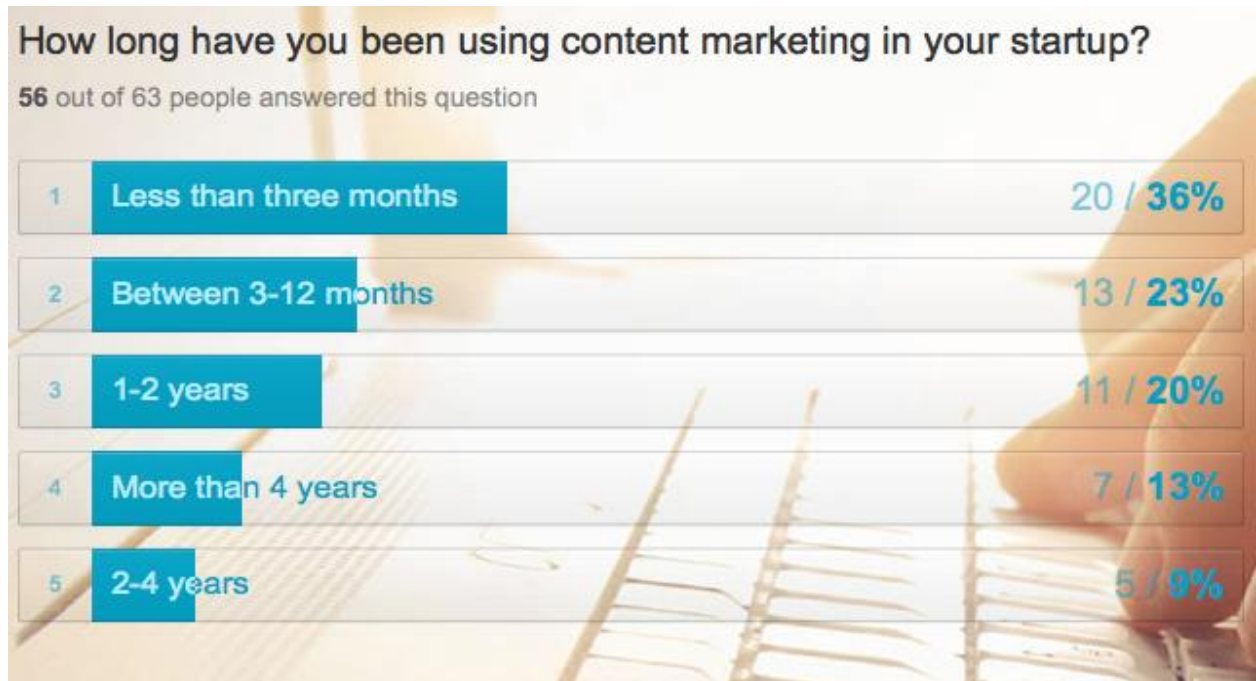 How long have you been using content marketing in your startup?
56 out of 63 people answered this question
1 Less than three months 20 / 36%
2 Between 3-12 months 13 / 23%
3 1-2 years 11 / 20%
4 More than 4 years 7 / 13%
5 2-4 years 5 / 9%